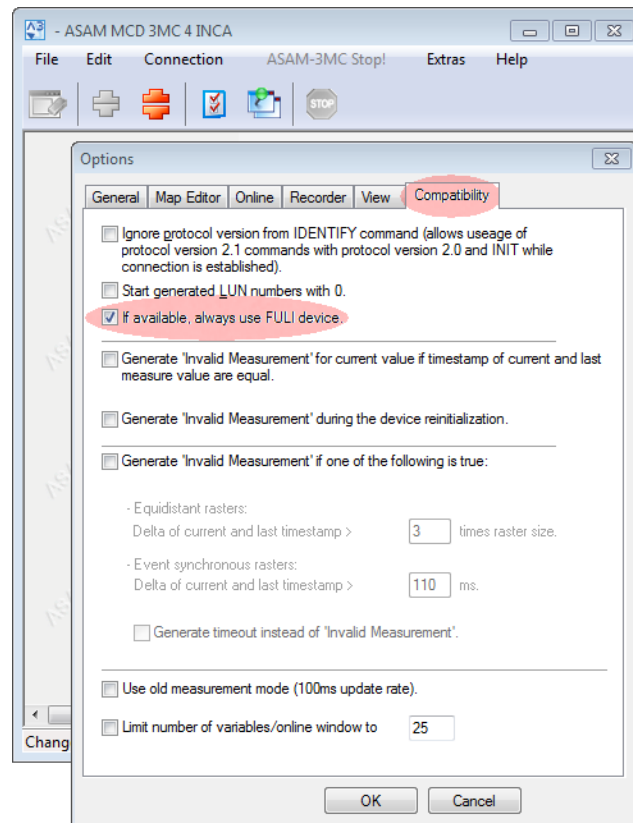 - ASAM MCD 3MC 4 INCA
File Edit Connection ASAM-3MC Stop! Extras Help
STOP
Options
General Map Editor Online Recorder View Compatibility
Ignore protocol version from IDENTIFY command (allows useage of
protocol version 2.1 commands with protocol version 2.0 and INIT while
connection is established).
Start generated LUN numbers with 0.
If available, always use FULI device.
Generate 'Invalid Measurement' for current value if timestamp of current and last
measure value are equal.
Generate 'Invalid Measurement' during the device reinitialization.
Generate 'Invalid Measurement' if one of the following is true:
- Equidistant rasters:
Delta of current and last timestamp > 3 times raster size.
- Event synchronous rasters:
Delta of current and last timestamp > 110 ms.
Generate timeout instead of 'Invalid Measurement'.
Use old measurement mode (100ms update rate).
Limit number of variables/online window to 25
Chang
OK Cancel